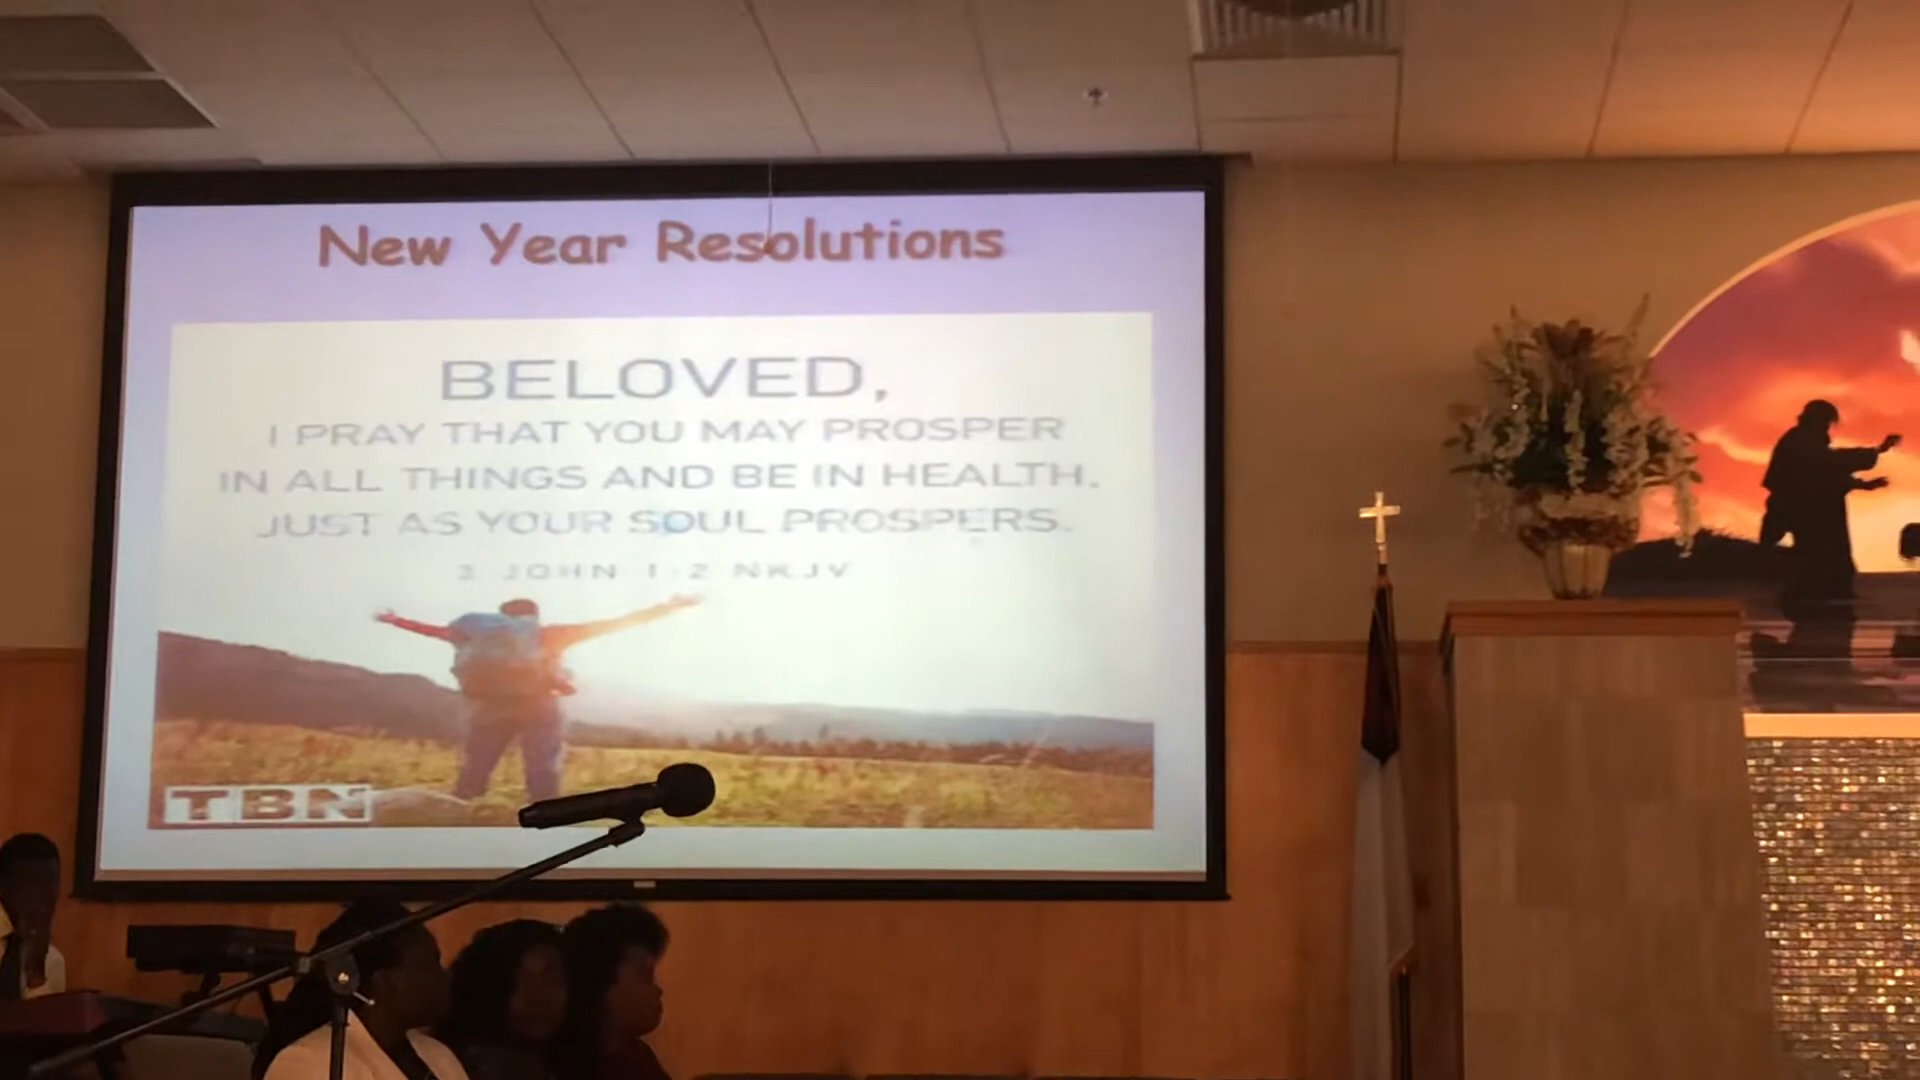 New Year Resolutions
BELOVED,
I PRAY THAT YOU MAY PROSPER
IN ALL THINGS AND BE IN HEALTH,
JUST AS YOUR SOUL PROSPERS.
3 JOHN 1:2 NKJV
TBN